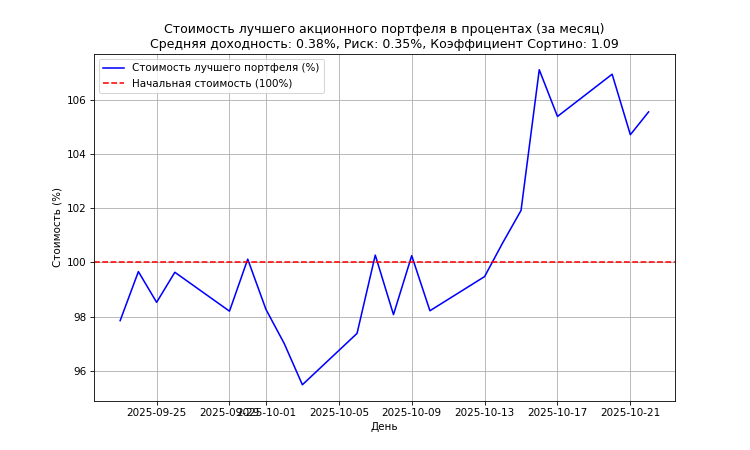 Стоимость лучшего акционного портфеля в процентах (за месяц)
Средняя доходность: 0.38%, Риск: 0.35%, Коэффициент Сортино: 1.09
Стоимость лучшего портфеля (%)
Начальная стоимость (100%)
Стоимость (%)
106
104
102
100
98
96
2025-09-25 2025-09-29 2025-10-01 2025-10-05 2025-10-09 2025-10-13 2025-10-17 2025-10-21
День